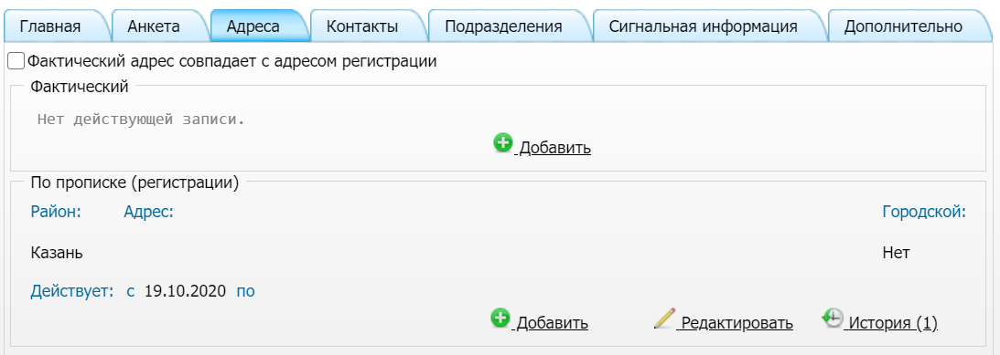 Главная Анкета Адреса Контакты Подразделения Сигнальная информация Дополнительно
Фактический адрес совпадает с адресом регистрации
Фактический
Нет действующей записи.
Добавить
По прописке (регистрации)
Район: Адрес: Городской:
Казань Нет
Действует: с 19.10.2020 по
Добавить Редактировать История (1)